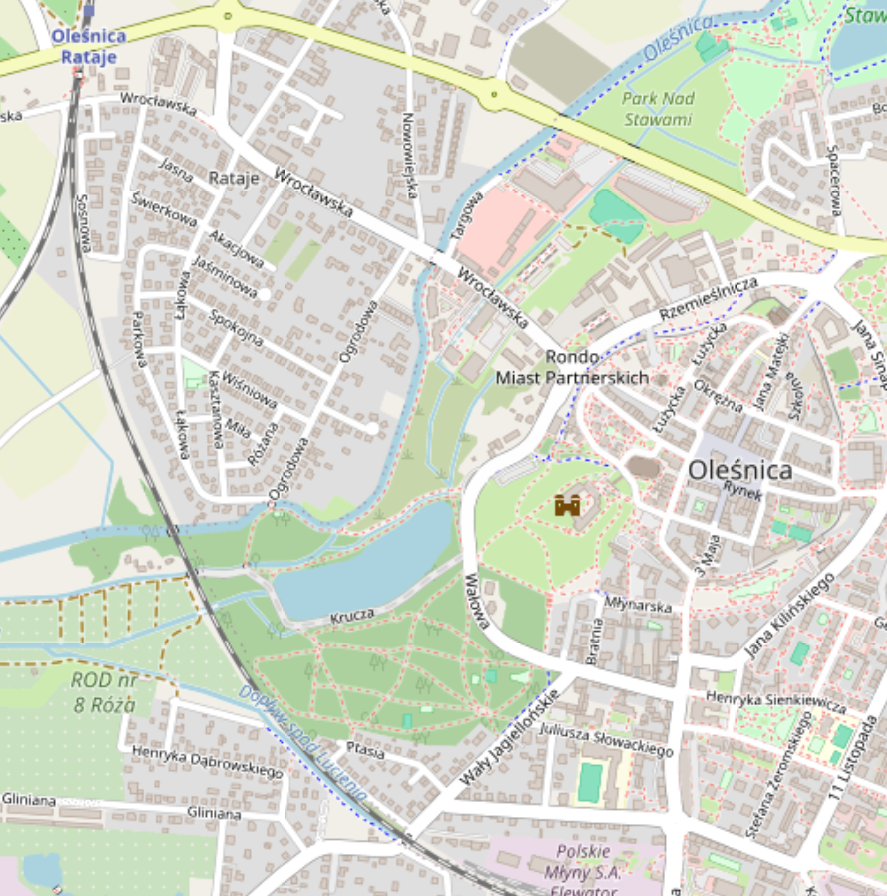 Oleśnica
Rataje
Oleśnica
Park Nad
Stawami
Wrocławska
ska
Nowowiejska
Spacerowa
Jasna
Rataje
Wrocławska
Targowa
Sosnowa
Świerkowa
Akacjowa
Jaśminowa
Łąkowa
Wrocławska
Rzemieślnicza
Parkowa
Spokojna
Ogrodowa
Rondo
Miast Partnerskich
Łużycka
Jana Matejki
Szkolna
Okrężna
Łużycka
Wiśniowa
Kasztanowa
Miła
Różana
Łąkowa
Ogrodowa
Oleśnica
Rynek
3 Maja
Wałowa
Krucza
Młynarska
Bratnia
Jana Kilińskiego
ROD nr
8 Róża
Dopływ spod Lucienia
Henryka Sienkiewicza
Wały Jagiellońskie
Juliusza Słowackiego
Ptasia
Henryka Dąbrowskiego
Stefana Żeromskiego
11 Listopada
Gliniana
Gliniana
Polskie
Młyny S.A.
Elewator